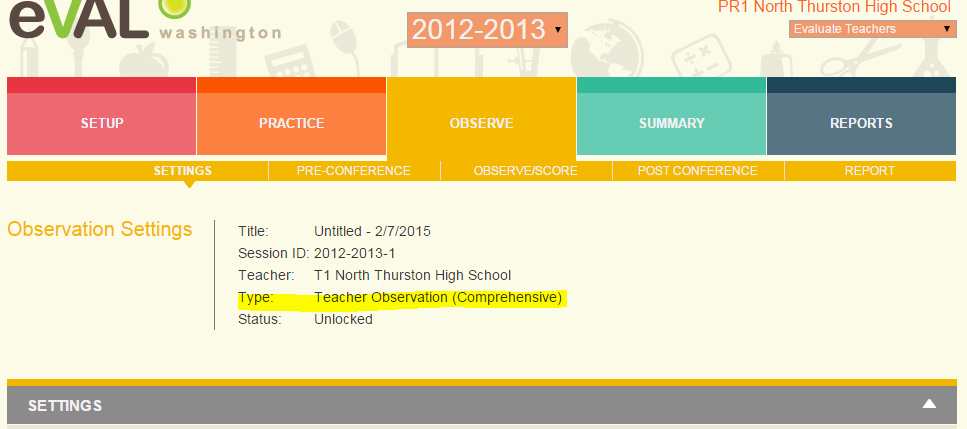 eVAL washington
2012-2013
PR1 North Thurston High School
Evaluate Teachers
SETUP PRACTICE OBSERVE SUMMARY REPORTS
SETTINGS PRE-CONFERENCE OBSERVE/SCORE POST CONFERENCE REPORT
Observation Settings
Title: Untitled - 2/7/2015
Session ID: 2012-2013-1
Teacher: T1 North Thurston High School
Type: Teacher Observation (Comprehensive)
Status: Unlocked
SETTINGS